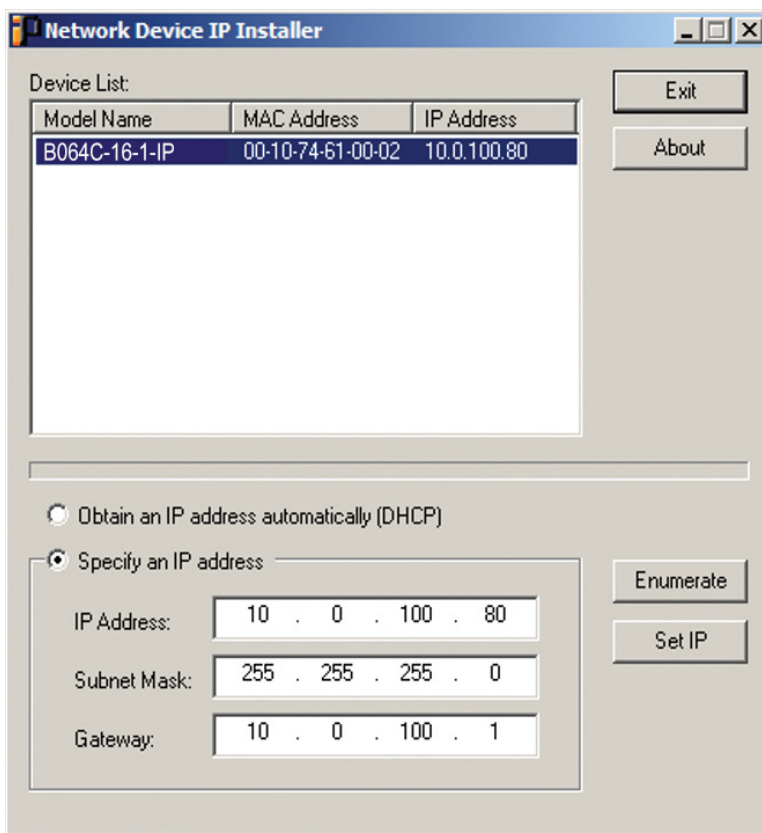 Network Device IP Installer
Device List:
Exit
Model Name MAC Address IP Address
B064C-16-1-IP 00-10-74-61-00-02 10.0.100.80
About
Obtain an IP address automatically (DHCP)
Specify an IP address
Enumerate
IP Address: 10 . 0 . 100 . 80
Set IP
Subnet Mask: 255 . 255 . 255 . 0
Gateway: 10 . 0 . 100 . 1